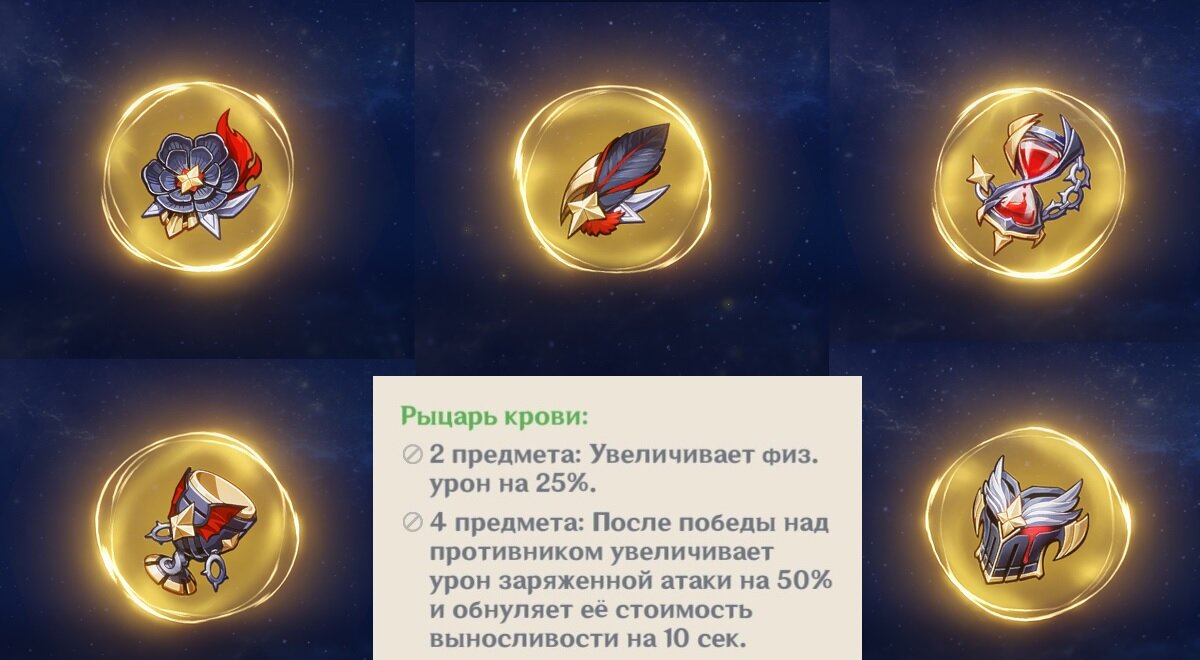 Рыцарь крови:
2 предмета: Увеличивает физ.
урон на 25%.
4 предмета: После победы над
противником увеличивает
урон заряженной атаки на 50%
и обнуляет её стоимость
выносливости на 10 сек.